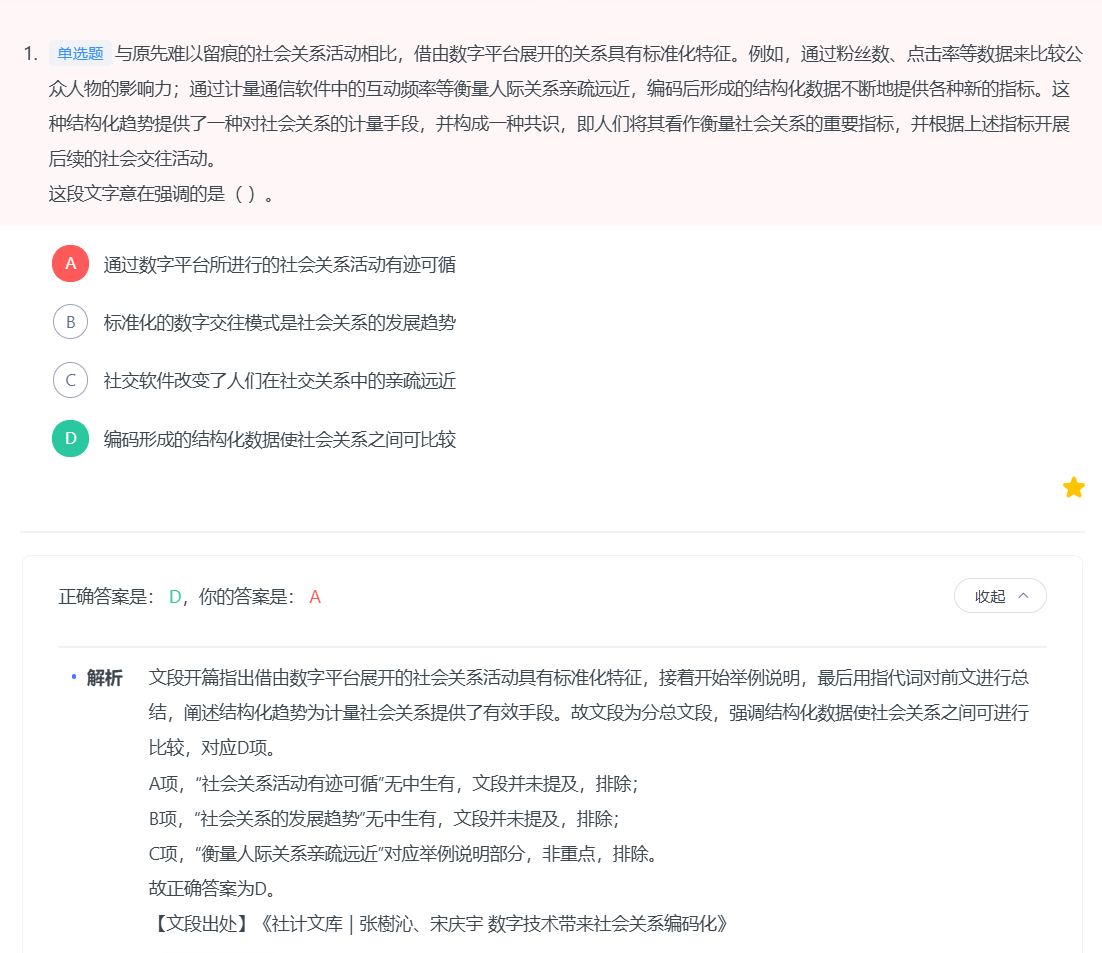 1. 单选题 与原先难以留痕的社会关系活动相比，借由数字平台展开的关系具有标准化特征。例如，通过粉丝数、点击率等数据来比较公
众人物的影响力；通过计量通信软件中的互动频率等衡量人际关系亲疏远近，编码后形成的结构化数据不断地提供各种新的指标。这
种结构化趋势提供了一种对社会关系的计量手段，并构成一种共识，即人们将其看作衡量社会关系的重要指标，并根据上述指标开展
后续的社会交往活动。
这段文字意在强调的是（ ）。
A 通过数字平台所进行的社会关系活动有迹可循
B 标准化的数字交往模式是社会关系的发展趋势
C 社交软件改变了人们在社交关系中的亲疏远近
D 编码形成的结构化数据使社会关系之间可比较
正确答案是： D，你的答案是： A
收起
解析 文段开篇指出借由数字平台展开的社会关系活动具有标准化特征，接着开始举例说明，最后用指代词对前文进行总
结，阐述结构化趋势为计量社会关系提供了有效手段。故文段为分总文段，强调结构化数据使社会关系之间可进行
比较，对应D项。
A项，“社会关系活动有迹可循”无中生有，文段并未提及，排除；
B项，“社会关系的发展趋势”无中生有，文段并未提及，排除；
C项，“衡量人际关系亲疏远近”对应举例说明部分，非重点，排除。
故正确答案为D。
【文段出处】《社计文库 | 张樹沁、宋庆宇 数字技术带来社会关系编码化》